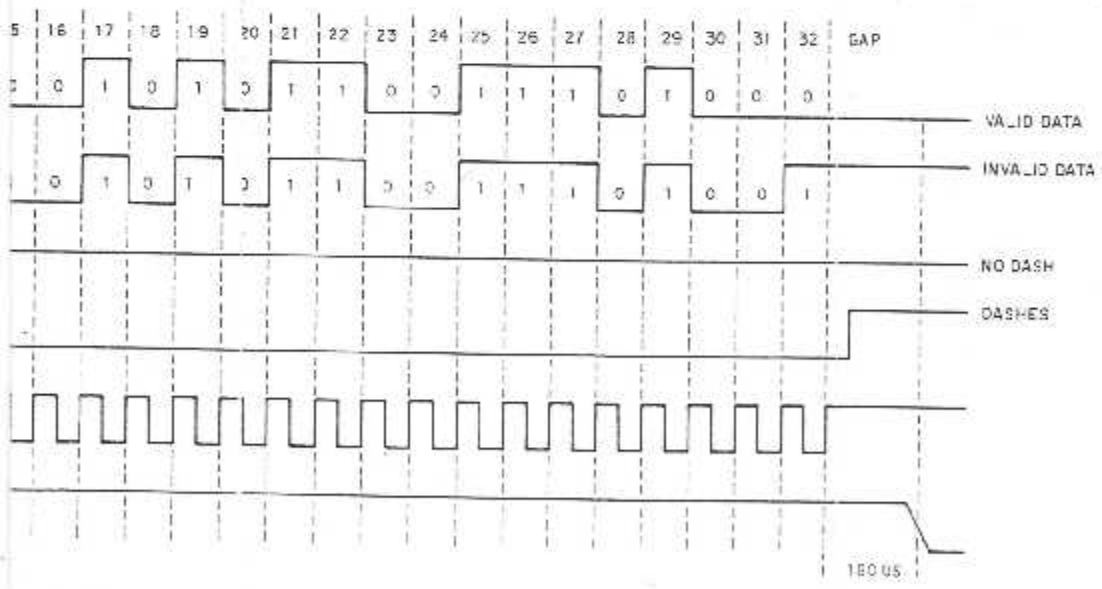 5 16 17 18 19 20 21 22 23 24 25 26 27 28 29 30 31 32 GAP
0 0 1 0 1 0 1 1 0 0 1 1 1 0 1 0 0 0
VALID DATA
INVALID DATA
0 1 0 1 0 1 1 0 0 1 1 1 0 1 0 0 1
NO DASH
DASHES
180 US